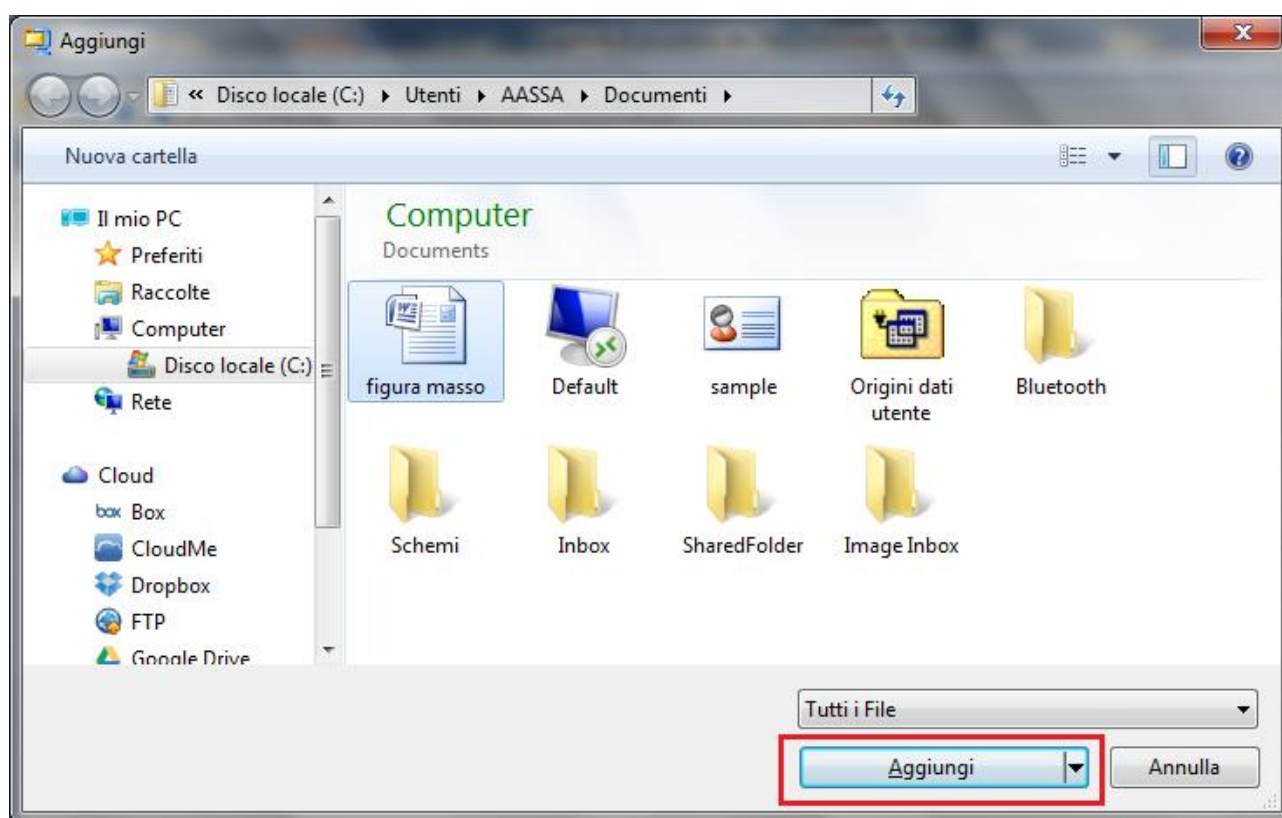 Aggiungi
« Disco locale (C:) Utenti AASSA Documenti
Nuova cartella
Il mio PC
Preferiti
Raccolte
Computer
Disco locale (C:)
Rete
Cloud
box Box
CloudMe
Dropbox
FTP
Google Drive
Computer
Documents
figura masso Default sample Origini dati utente Bluetooth
Schemi Inbox SharedFolder Image Inbox
Tutti i File
Aggiungi Annulla